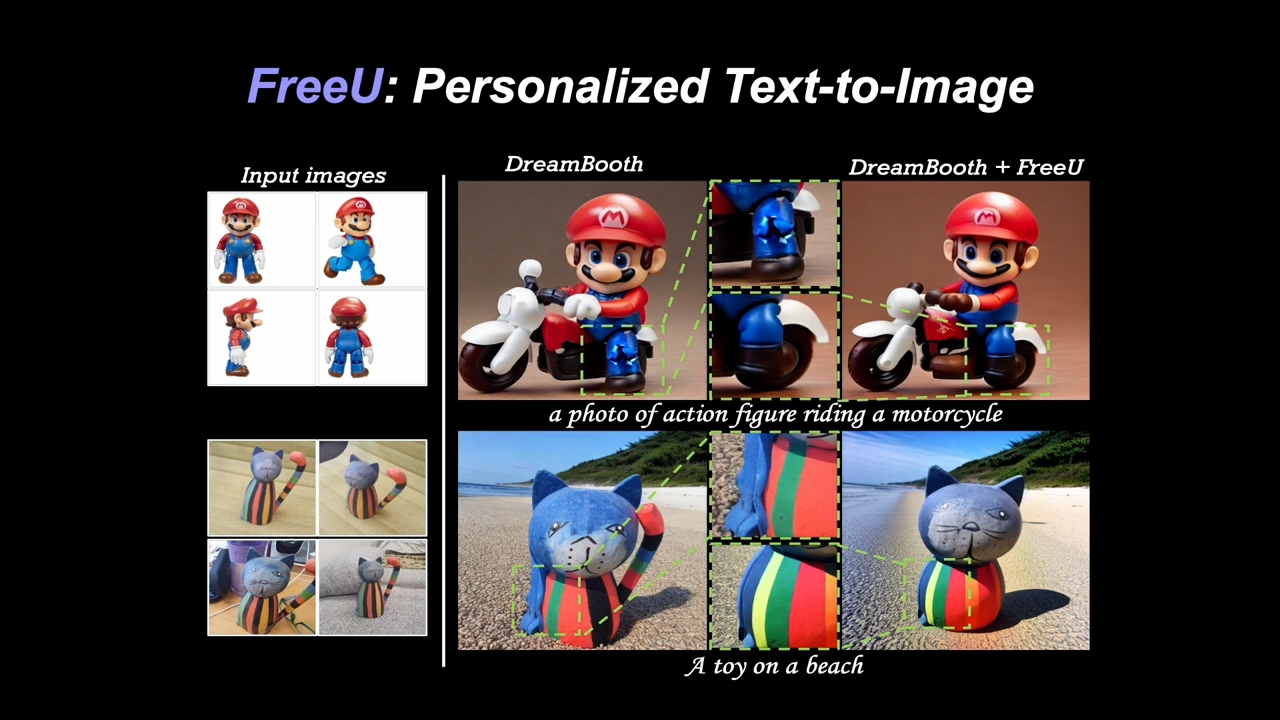 FreeU: Personalized Text-to-Image
Input images
DreamBooth
DreamBooth + FreeU
M
M
M
M
a photo of action figure riding a motorcycle
A toy on a beach